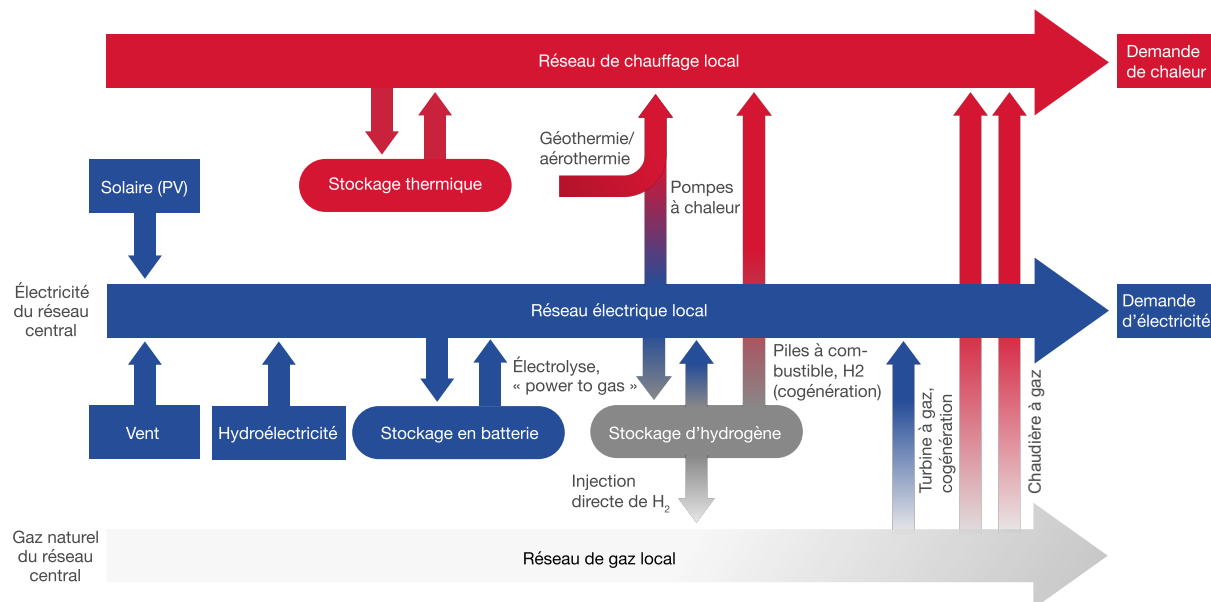 Réseau de chauffage local
Demande
de chaleur
Géothermie/
aérothermie
Stockage thermique
Pompes
à chaleur
Solaire (PV)
Électricité
du réseau
central
Réseau électrique local
Demande
d'électricité
Électrolyse,
« power to gas »
Piles à com-
bustible, H2
(cogénération)
Vent
Hydroélectricité
Stockage en batterie
Stockage d'hydrogène
Turbine à gaz,
cogénération
Chaudière à gaz
Injection
directe de H2
Gaz naturel
du réseau
central
Réseau de gaz local